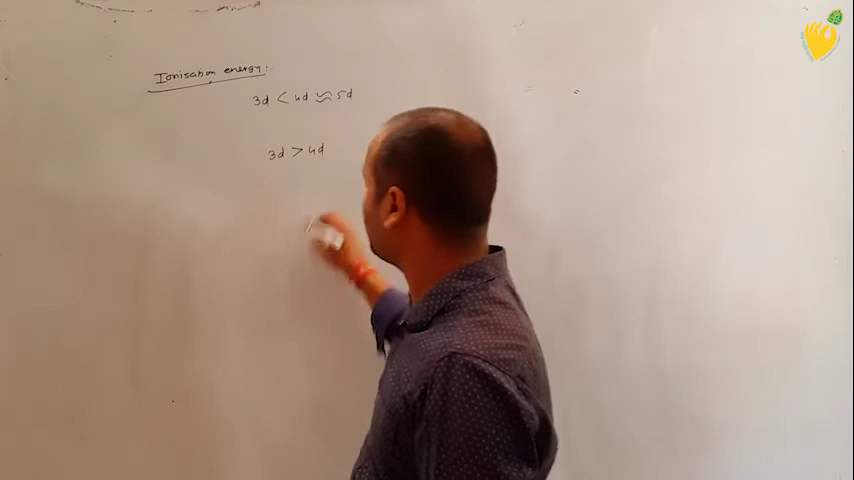 Ionisation energy:
3d < 4d ≈ 5d
3d > 4d